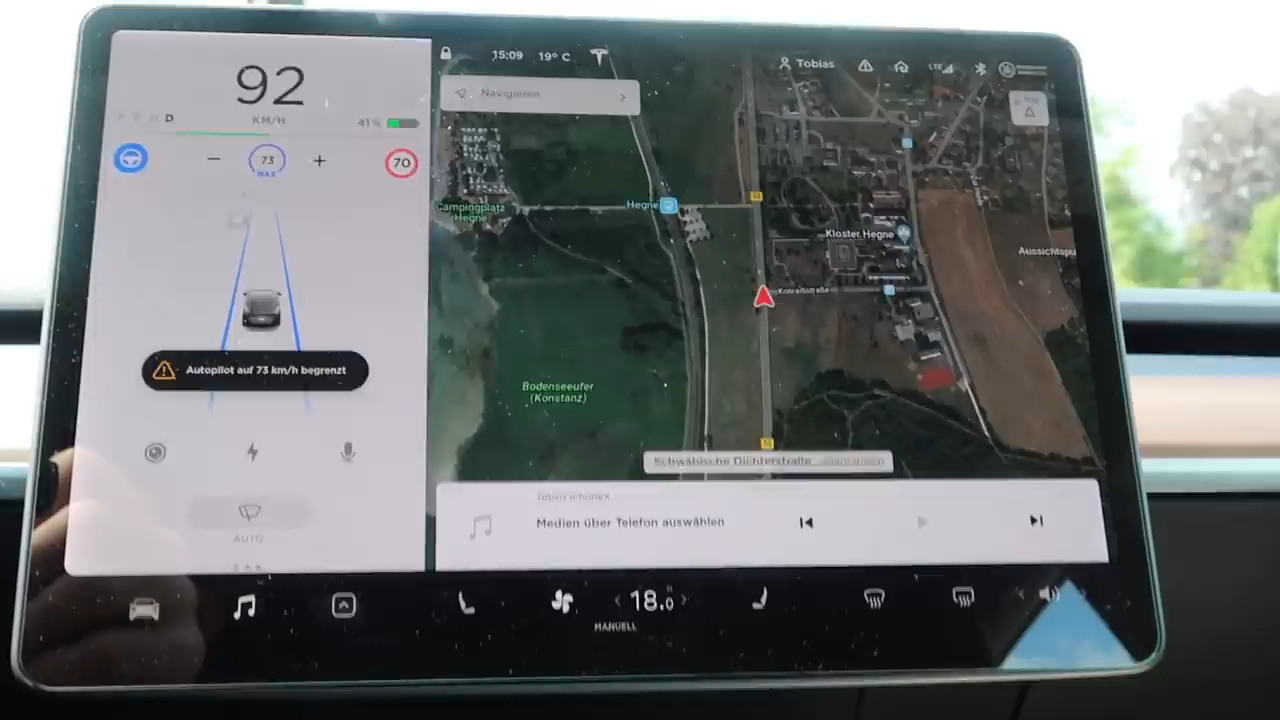 92
KM/H
D
41 %
73
MAX
70
Autopilot auf 73 km/h begrenzt
AUTO
15:09
19° C
Tobias
LTE
Navigieren
Campingplatz
Hegne
Hegne
Kloster Hegne
Aussichtspu
Konradistraße
Bodenseeufer
(Konstanz)
Schwäbische Dichterstraße
Medien über Telefon auswählen
18.0
MANUELL